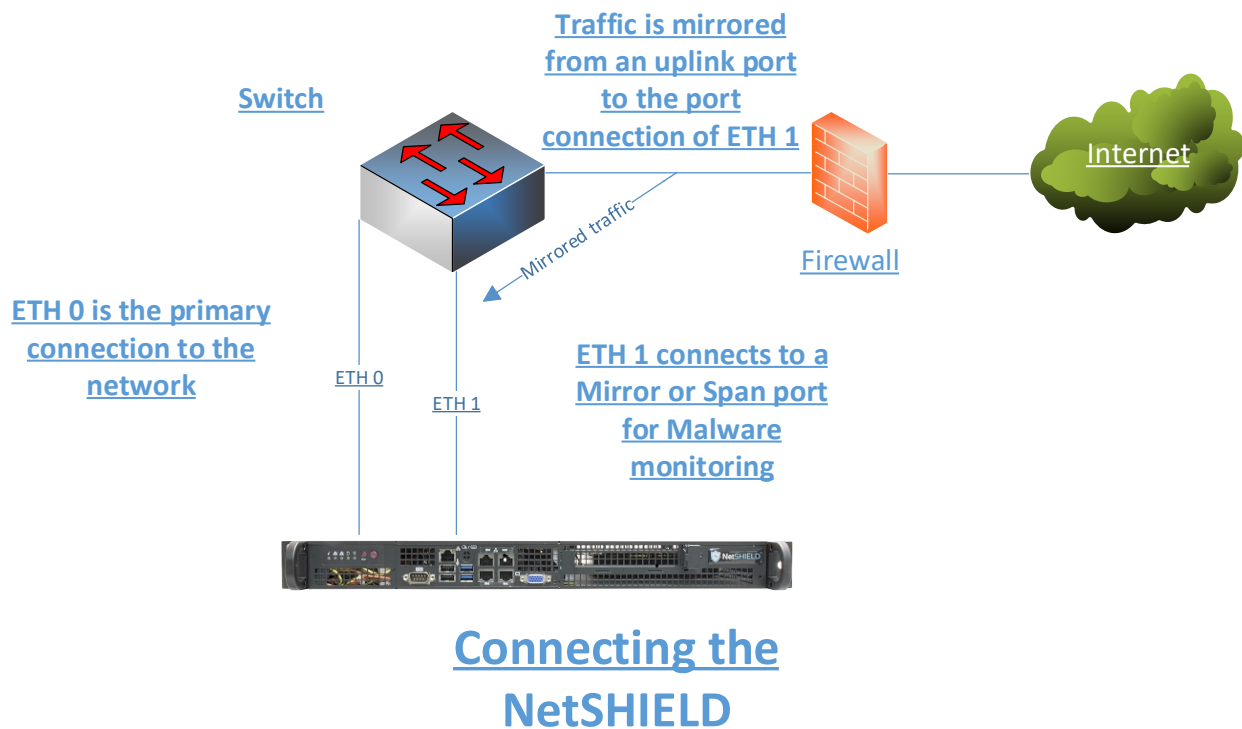 Traffic is mirrored
from an uplink port
to the port
connection of ETH 1
Switch
Internet
Mirrored traffic
Firewall
ETH 0 is the primary
connection to the
network
ETH 0
ETH 1
ETH 1 connects to a
Mirror or Span port
for Malware
monitoring
NetSHIELD
Connecting the
NetSHIELD